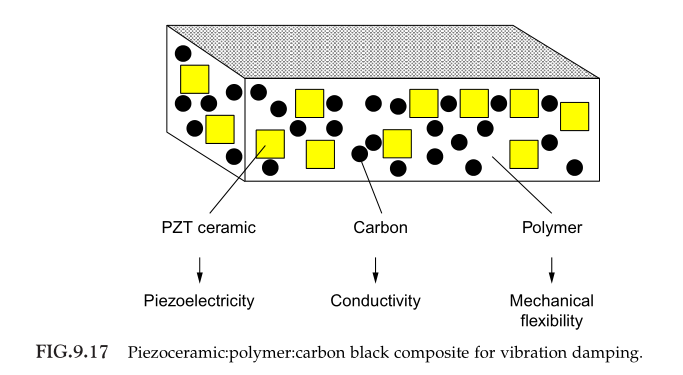 PZT ceramic
Carbon
Polymer
Piezoelectricity
Conductivity
Mechanical
flexibility
FIG.9.17 Piezoceramic:polymer:carbon black composite for vibration damping.